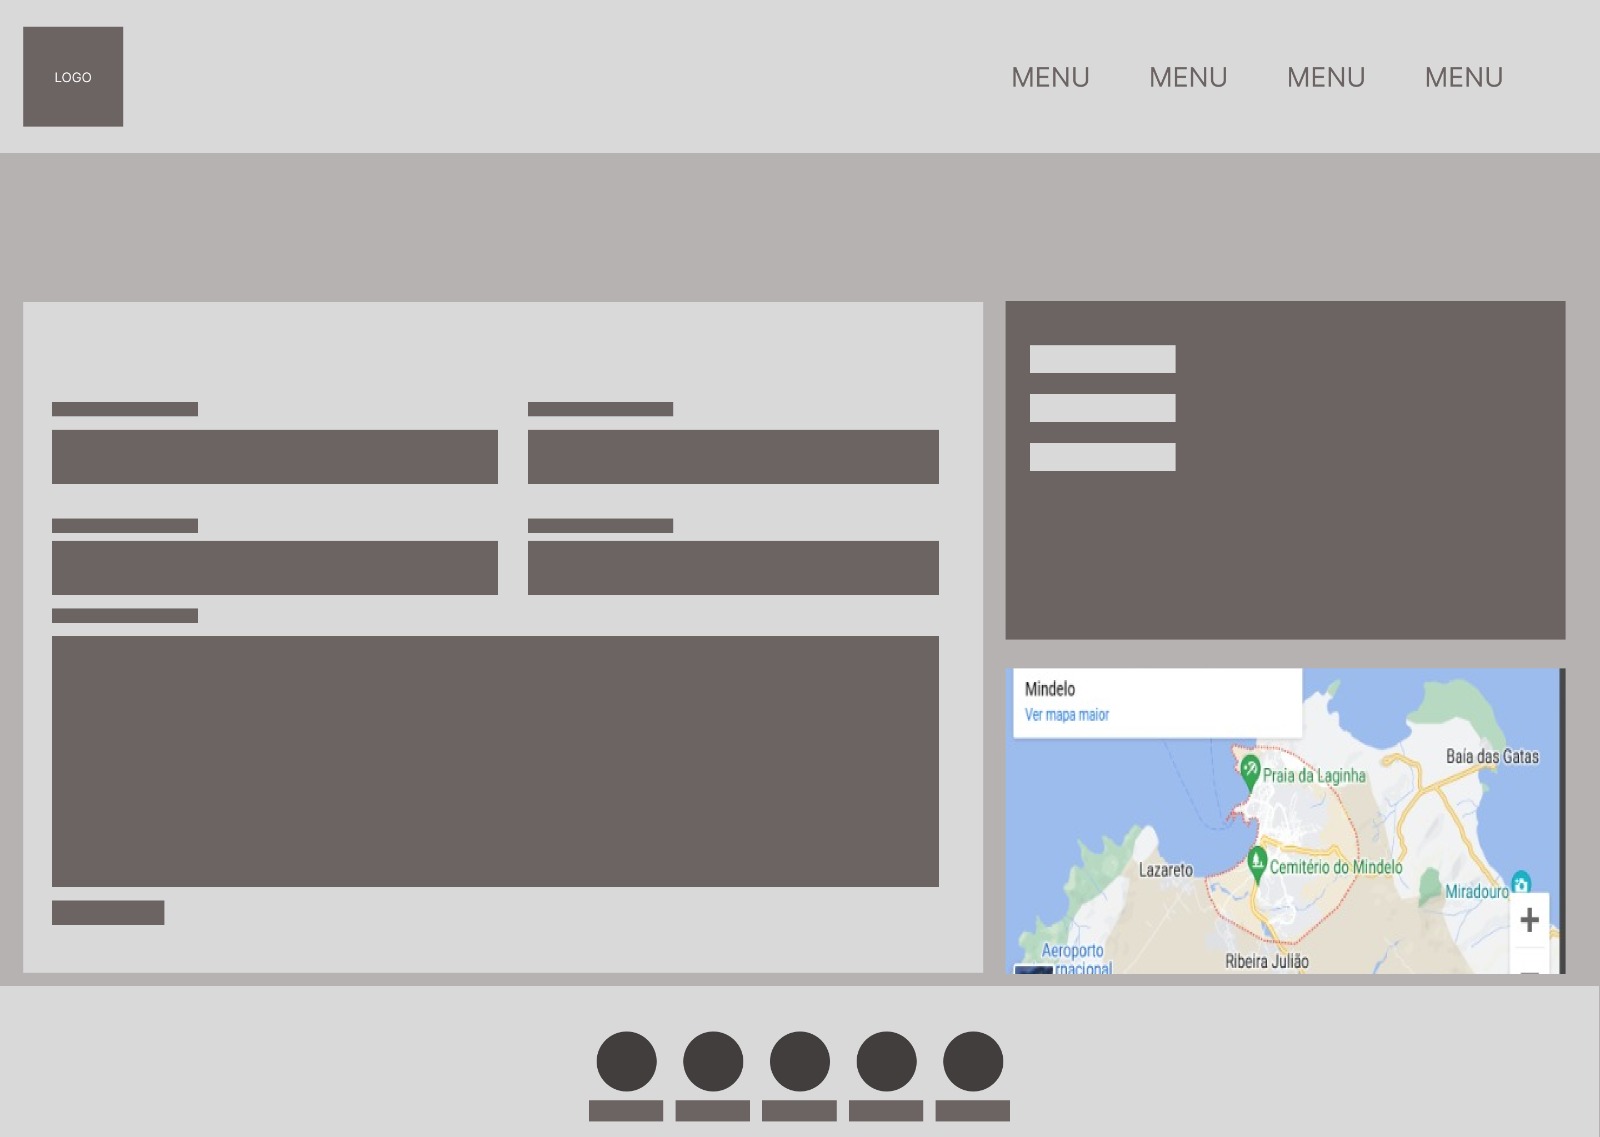 LOGO
MENU MENU MENU MENU
Mindelo
Ver mapa maior
Baía das Gatas
Praia da Laginha
Lazareto
Cemitério do Mindelo
Miradouro
+
Aeroporto
rnacional
Ribeira Julião